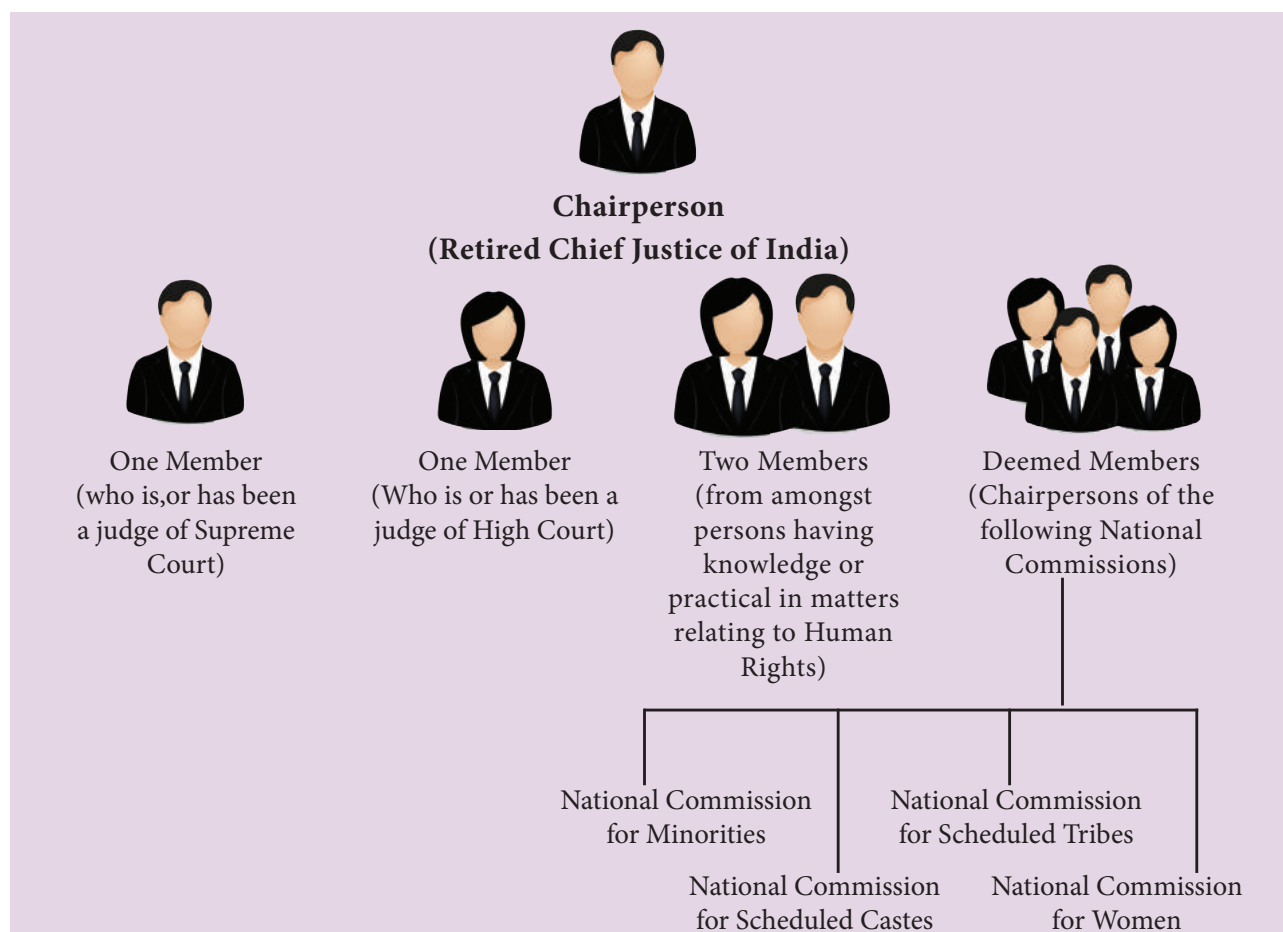 Chairperson
(Retired Chief Justice of India)
One Member
(who is,or has been
a judge of Supreme
Court)
One Member
(Who is or has been a
judge of High Court)
Two Members
(from amongst
persons having
knowledge or
practical in matters
relating to Human
Rights)
Deemed Members
(Chairpersons of the
following National
Commissions)
National Commission
for Minorities
National Commission
for Scheduled Castes
National Commission
for Scheduled Tribes
National Commission
for Women